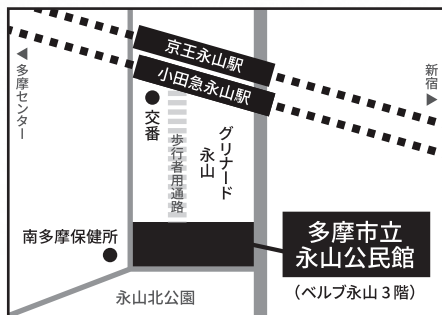 京王永山駅
小田急永山駅
◀多摩センター
新宿▶
交番
歩行者用通路
グリナード
永山
南多摩保健所
多摩市立
永山公民館
（ベルブ永山3階）
永山北公園